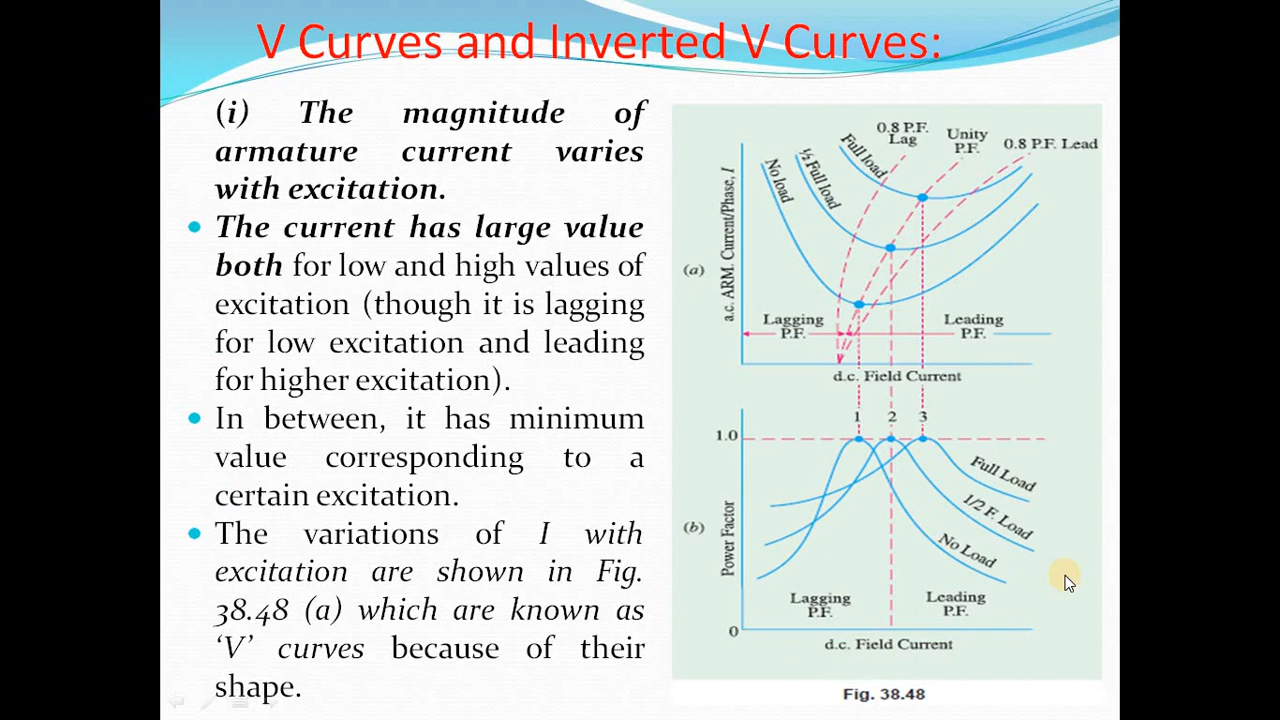 V Curves and Inverted V Curves:
(i) The magnitude of
armature current varies
with excitation.
The current has large value
both for low and high values of
excitation (though it is lagging
for low excitation and leading
for higher excitation).
In between, it has minimum
value corresponding to a
certain excitation.
The variations of I with
excitation are shown in Fig.
38.48 (a) which are known as
‘V’ curves because of their
shape.
0.8 P.F.
Lag
Unity
P.F.
0.8 P.F. Lead
No load
½ Full load
Full load
a.c. ARM. Current/Phase, I
(a)
Lagging
P.F.
Leading
P.F.
d.c. Field Current
1 2 3
1.0
Full Load
1/2 F. Load
No Load
(b)
Power Factor
Lagging
P.F.
Leading
P.F.
0
d.c. Field Current
Fig. 38.48